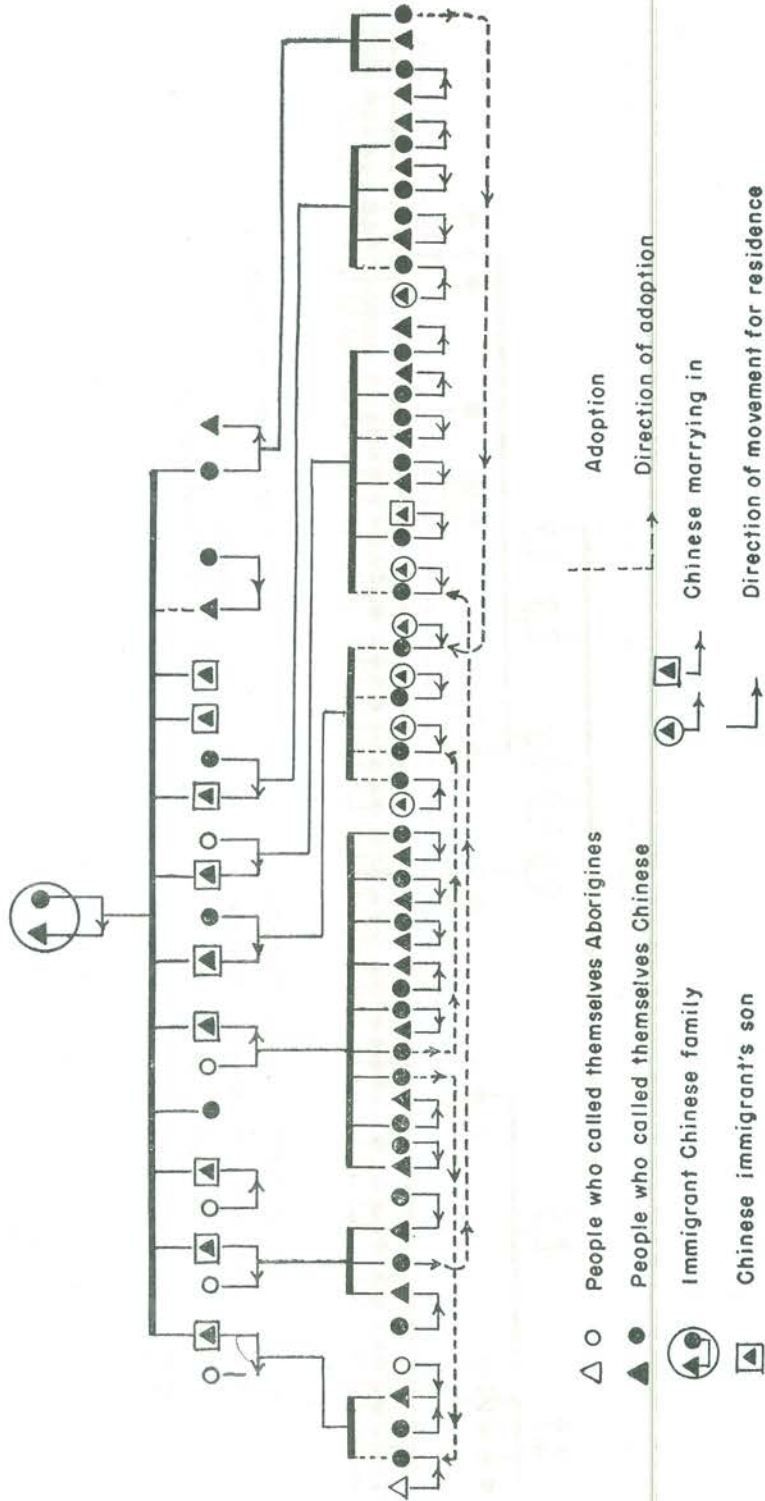 People who called themselves Aborigines
People who called themselves Chinese
Immigrant Chinese family
Chinese immigrant's son
Adoption
Direction of adoption
Chinese marrying in
Direction of movement for residence